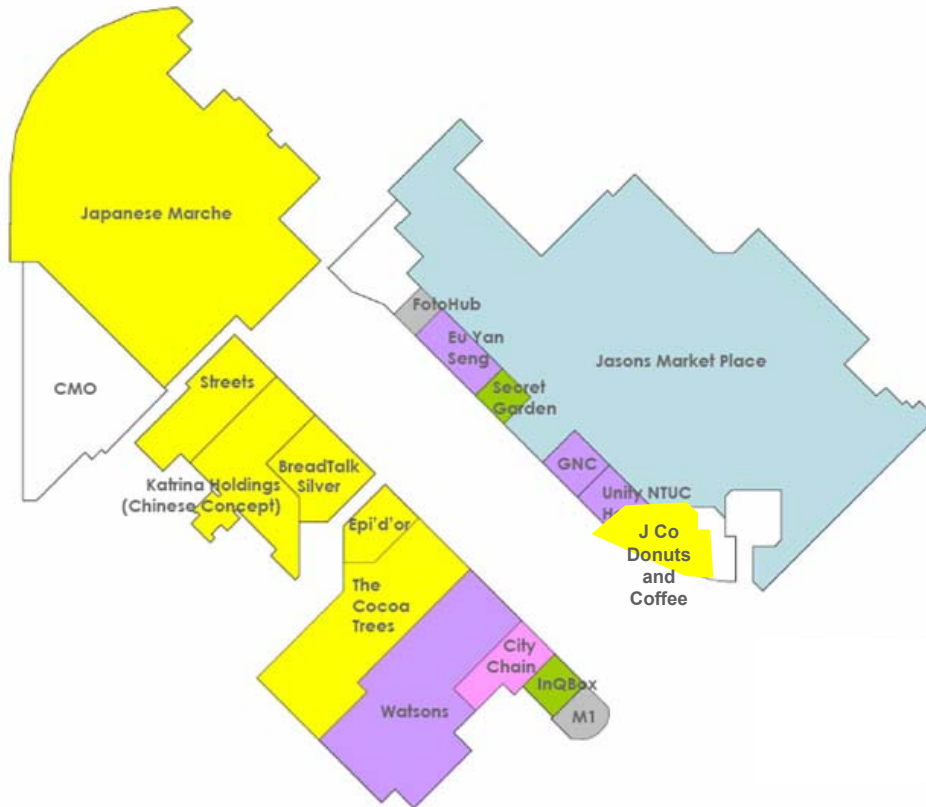 Japanese Marche
FotoHub
Eu Yan
Seng
Jasons Market Place
Secret
Garden
CMO
Streets
GNC
BreadTalk
Silver
Katrina Holdings
(Chinese Concept)
Unity NTUC
J Co
Donuts
and
Coffee
Epi'd'or
The
Cocoa
Trees
City
Chain
InQBox
Watsons
M1